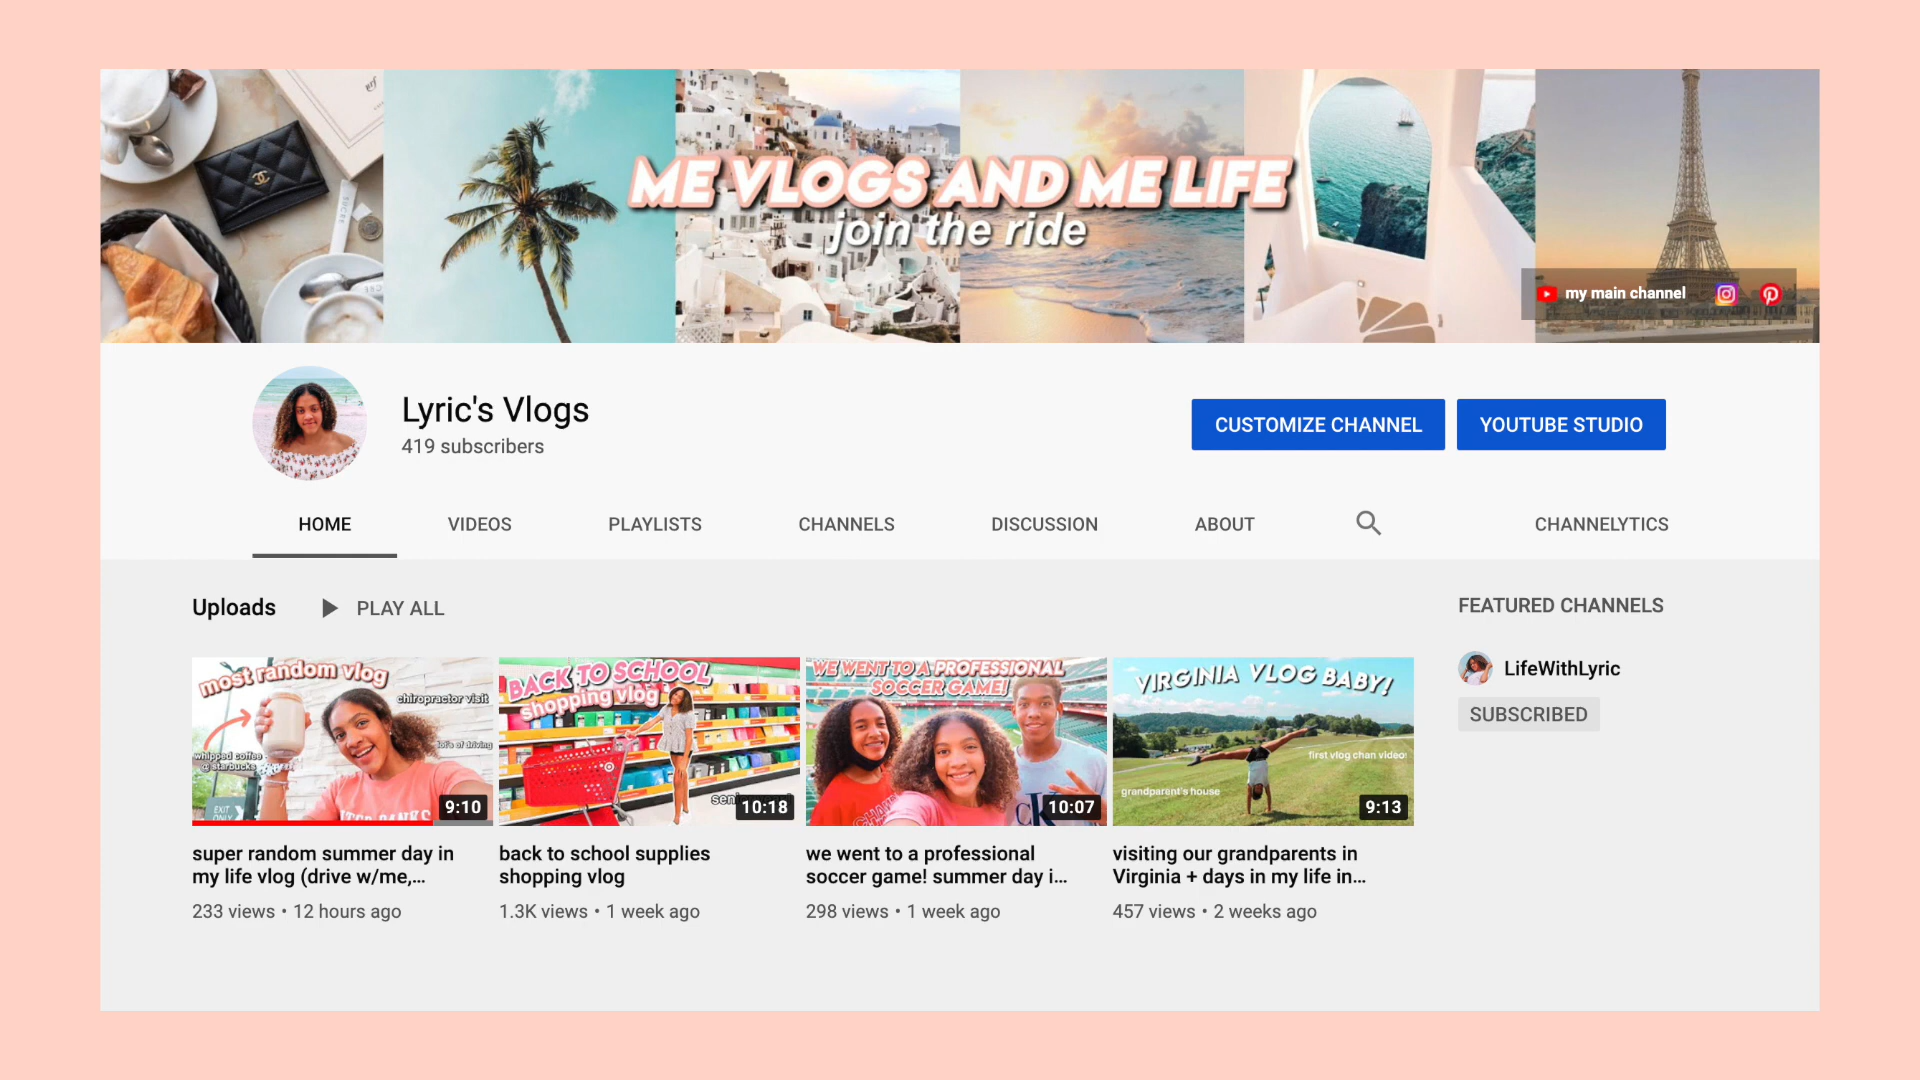 ME VLOGS AND ME LIFE
join the ride
my main channel
Lyric's Vlogs
419 subscribers
CUSTOMIZE CHANNEL
YOUTUBE STUDIO
HOME
VIDEOS
PLAYLISTS
CHANNELS
DISCUSSION
ABOUT
CHANNELYTICS
Uploads
PLAY ALL
FEATURED CHANNELS
LifeWithLyric
SUBSCRIBED
most random vlog
chiropractor visit
lots of driving
whipped coffee
@ starbucks
EXIT
ONLY
9:10
BACK TO SCHOOL
shopping vlog
10:18
WE WENT TO A PROFESSIONAL
SOCCER GAME!
10:07
VIRGINIA VLOG BABY!
first vlog chan video!
grandparent's house
9:13
super random summer day in
my life vlog (drive w/me,...
233 views • 12 hours ago
back to school supplies
shopping vlog
1.3K views • 1 week ago
we went to a professional
soccer game! summer day i...
298 views • 1 week ago
visiting our grandparents in
Virginia + days in my life in...
457 views • 2 weeks ago